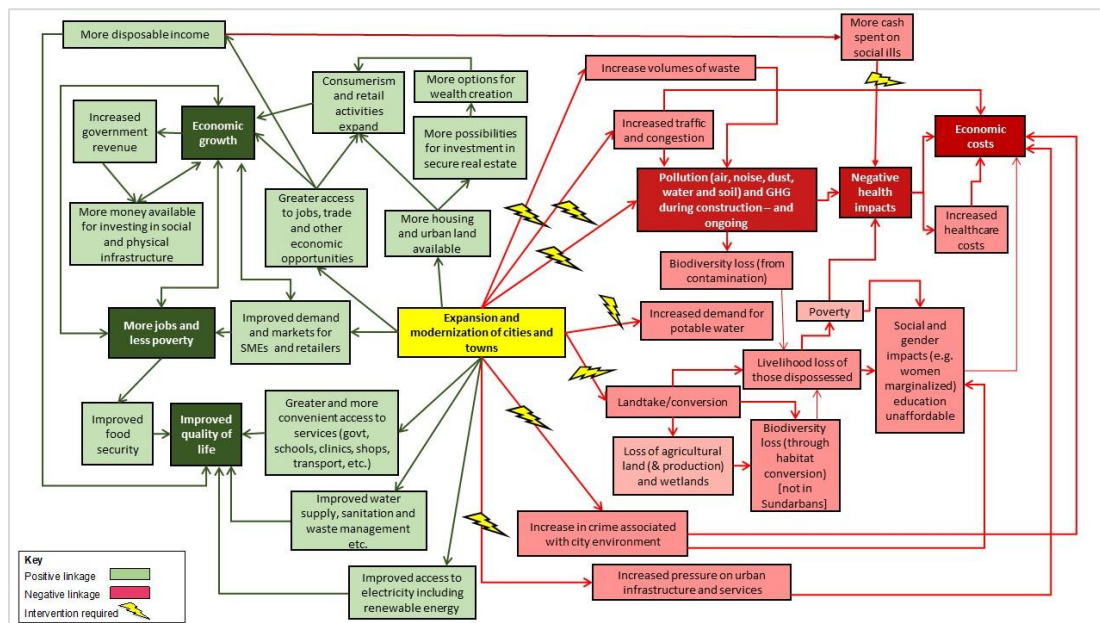 More disposable income
More cash
spent on
social ills
Increase volumes of waste
Consumerism
and retail
activities
expand
More options for
wealth creation
Increased
government
revenue
Economic
growth
More possibilities
for investment in
secure real estate
Increased traffic
and congestion
Economic
costs
Pollution (air, noise, dust,
water and soil) and GHG
during construction – and
ongoing
Negative
health
impacts
More money available
for investing in social
and physical
infrastructure
Greater access
to jobs, trade
and other
economic
opportunities
More housing
and urban land
available
Increased
healthcare
costs
Biodiversity loss (from
contamination)
More jobs and
less poverty
Improved demand
and markets for
SMEs and retailers
Expansion and
modernization of cities and
towns
Increased demand for
potable water
Poverty
Social and
gender
impacts (e.g.
women
marginalized)
education
unaffordable
Livelihood loss of
those dispossessed
Landtake/conversion
Improved
food
security
Improved
quality of
life
Greater and more
convenient access to
services (govt,
schools, clinics, shops,
transport, etc.)
Loss of agricultural
land (& production)
and wetlands
Biodiversity
loss (through
habitat
conversion)
[not in
Sundarbans]
Improved water
supply, sanitation and
waste management
etc.
Increase in crime associated
with city environment
Improved access to
electricity including
renewable energy
Increased pressure on urban
infrastructure and services
Key
Positive linkage
Negative linkage
Intervention required